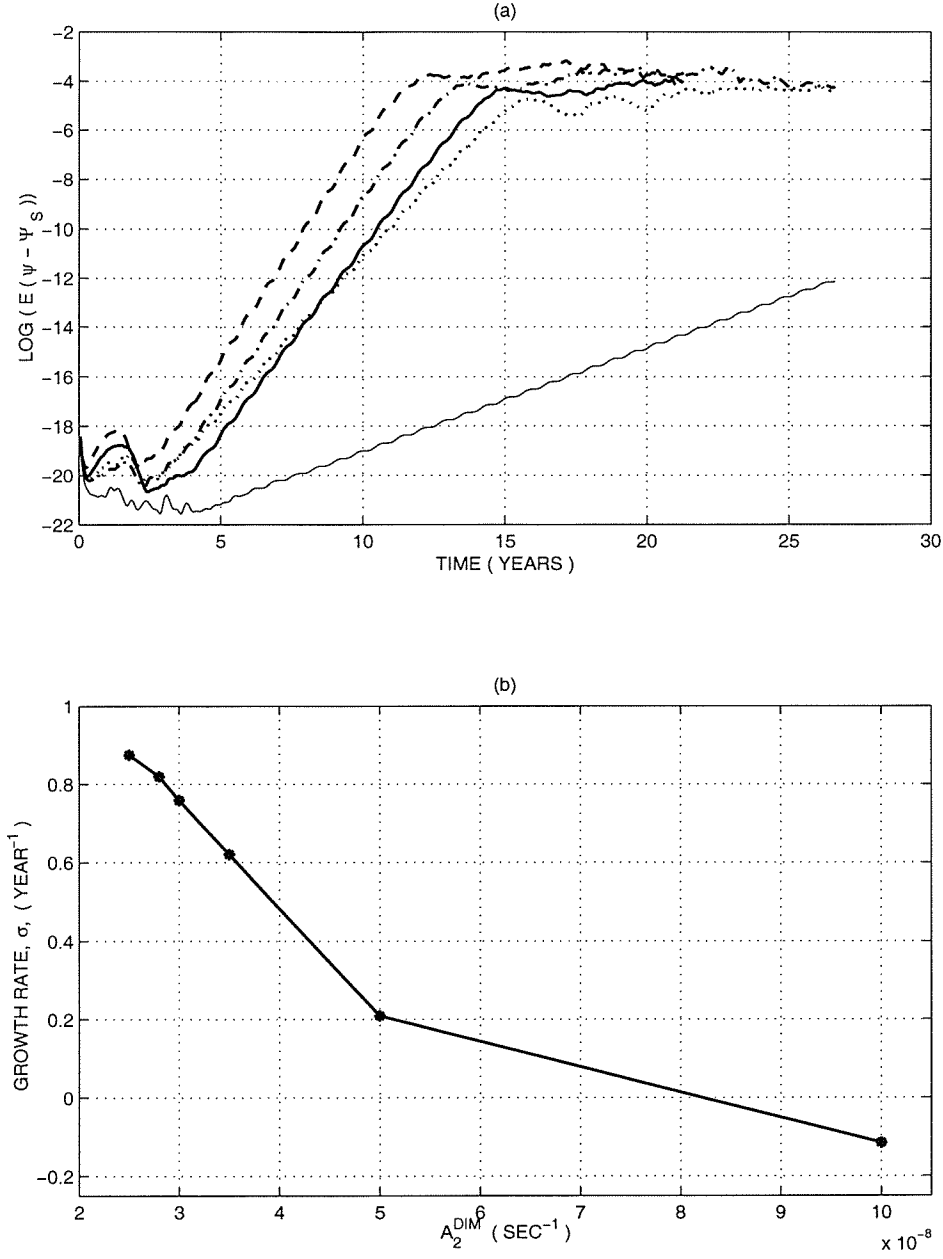 (a)
−2
−4
−6
−8
−10
−12
−14
−16
−18
−20
−22
LOG ( E ( ψ − Ψ_S ))
0 5 10 15 20 25 30
TIME ( YEARS )
(b)
1
0.8
0.6
0.4
0.2
0
−0.2
GROWTH RATE, σ, ( YEAR⁻¹ )
2 3 4 5 6 7 8 9 10
A₂^DIM ( SEC⁻¹ )
x 10⁻⁸